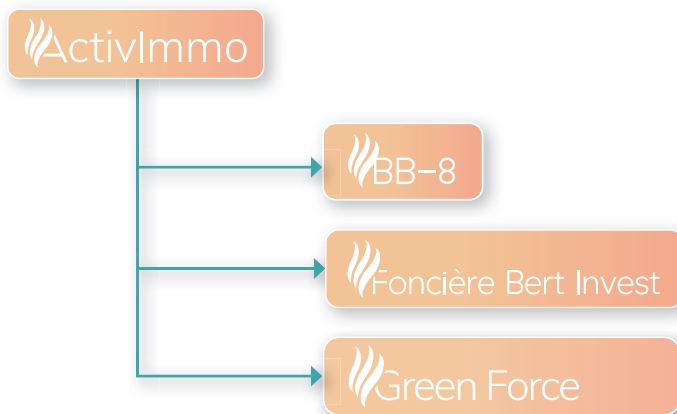 ActivImmo
BB-8
Foncière Bert Invest
Green Force